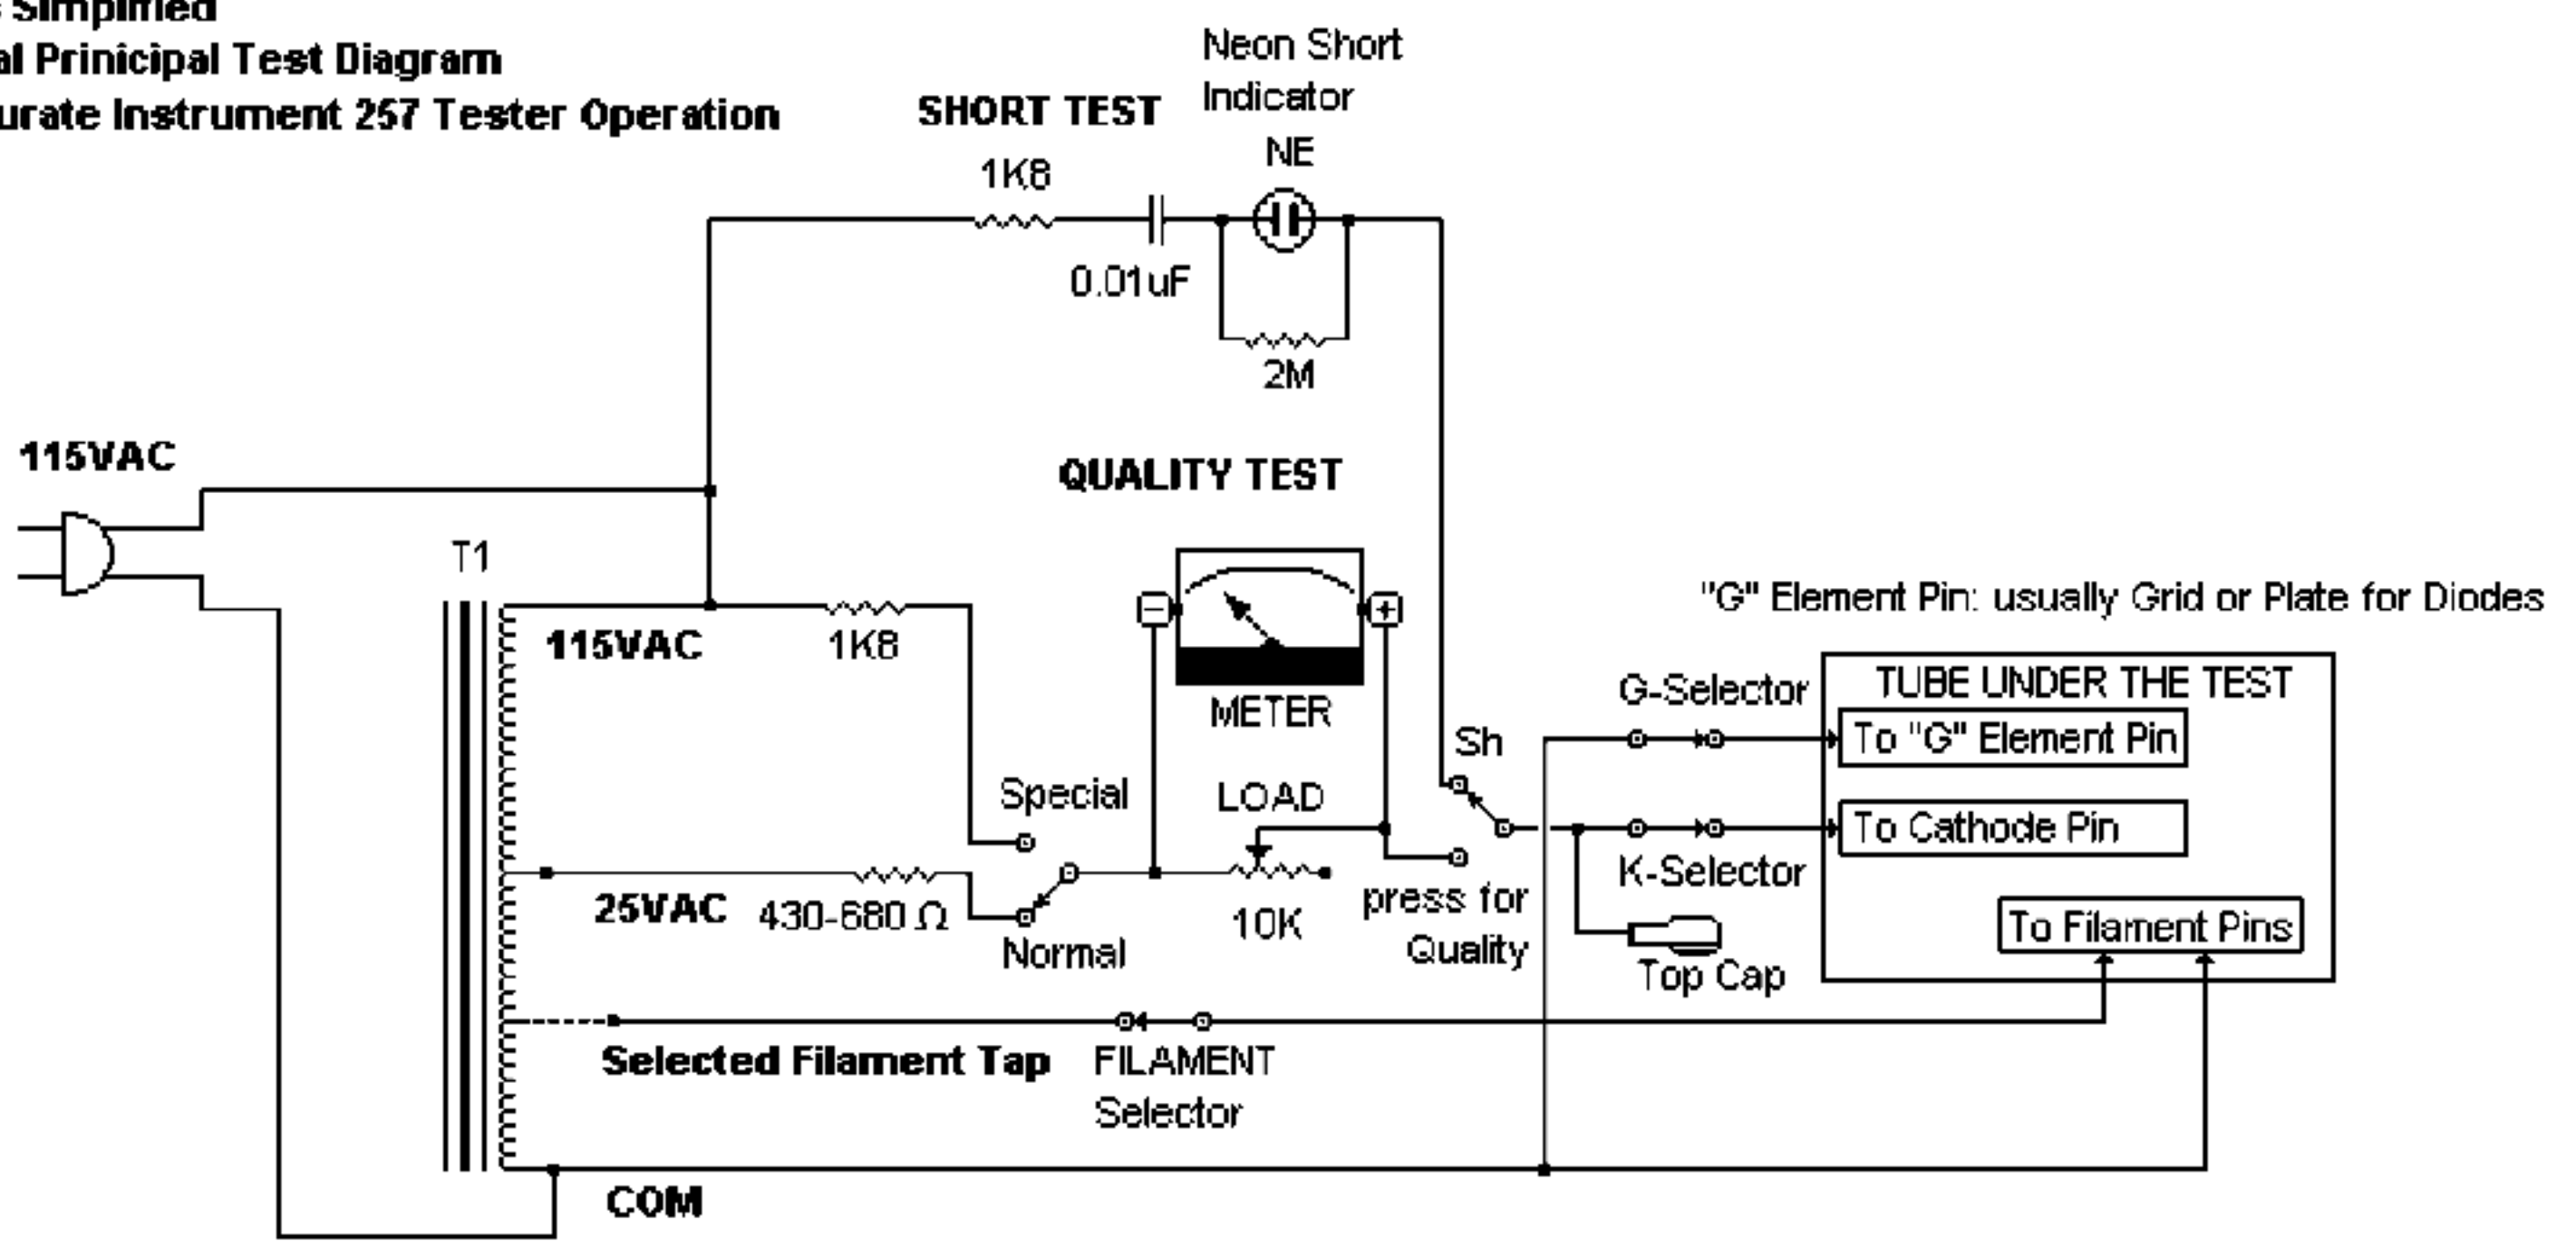 Simplified
al Prinicipal Test Diagram
urate Instrument 257 Tester Operation
Neon Short
Indicator
SHORT TEST
NE
1K8
0.01uF
2M
115VAC
QUALITY TEST
T1
"G" Element Pin: usually Grid or Plate for Diodes
115VAC
1K8
−
+
METER
G-Selector
TUBE UNDER THE TEST
To "G" Element Pin
Sh
Special
LOAD
To Cathode Pin
K-Selector
25VAC
430-680 Ω
10K
press for
Quality
Normal
To Filament Pins
Top Cap
Selected Filament Tap
FILAMENT
Selector
COM